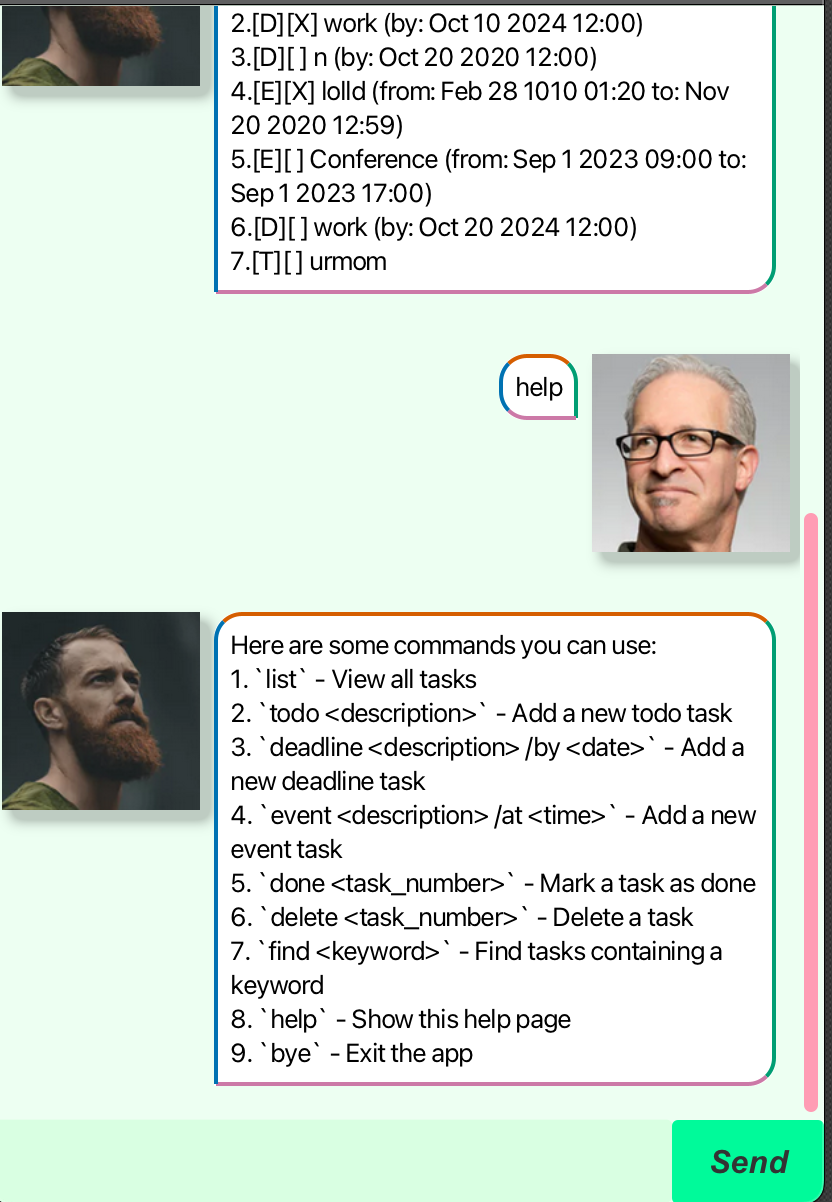 2.[D][X] work (by: Oct 10 2024 12:00)
3.[D][ ] n (by: Oct 20 2020 12:00)
4.[E][X] lolld (from: Feb 28 1010 01:20 to: Nov
20 2020 12:59)
5.[E][ ] Conference (from: Sep 1 2023 09:00 to:
Sep 1 2023 17:00)
6.[D][ ] work (by: Oct 20 2024 12:00)
7.[T][ ] urmom
help
Here are some commands you can use:
1. `list` - View all tasks
2. `todo <description>` - Add a new todo task
3. `deadline <description> /by <date>` - Add a
new deadline task
4. `event <description> /at <time>` - Add a new
event task
5. `done <task_number>` - Mark a task as done
6. `delete <task_number>` - Delete a task
7. `find <keyword>` - Find tasks containing a
keyword
8. `help` - Show this help page
9. `bye` - Exit the app
Send